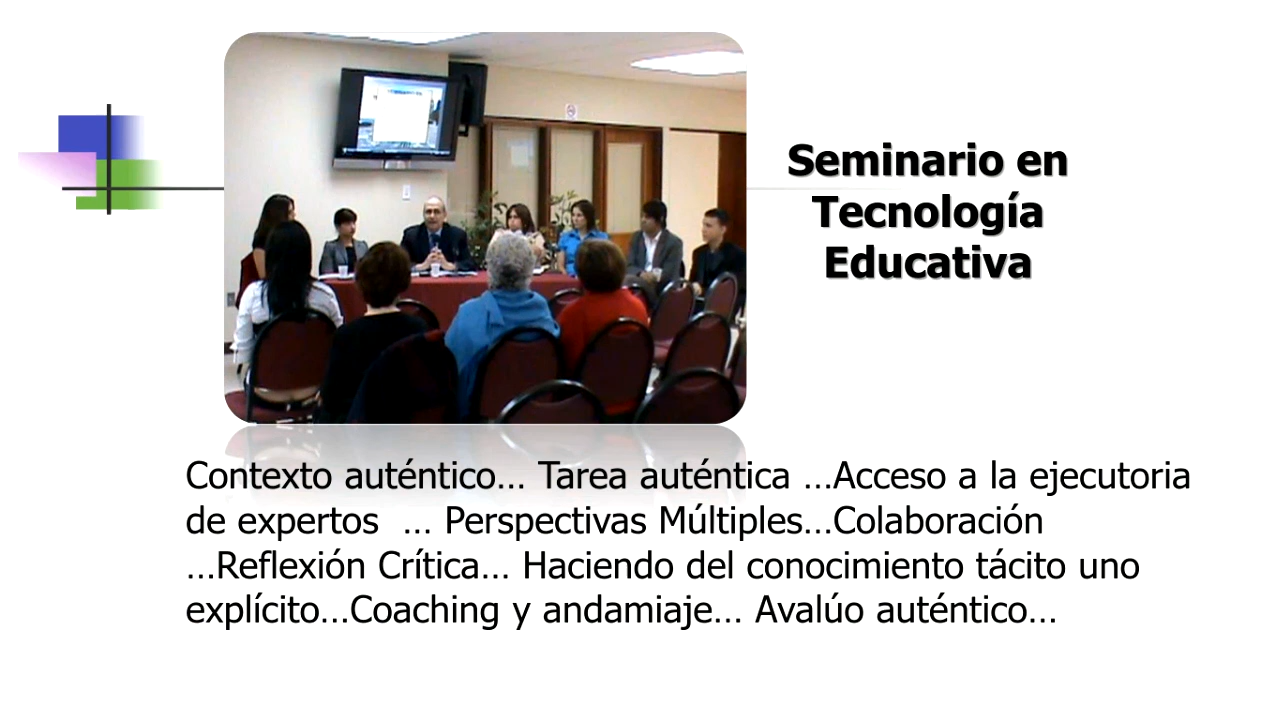 Seminario en
Tecnología
Educativa
Contexto auténtico… Tarea auténtica …Acceso a la ejecutoria
de expertos  … Perspectivas Múltiples…Colaboración
…Reflexión Crítica… Haciendo del conocimiento tácito uno
explícito…Coaching y andamiaje… Avalúo auténtico…